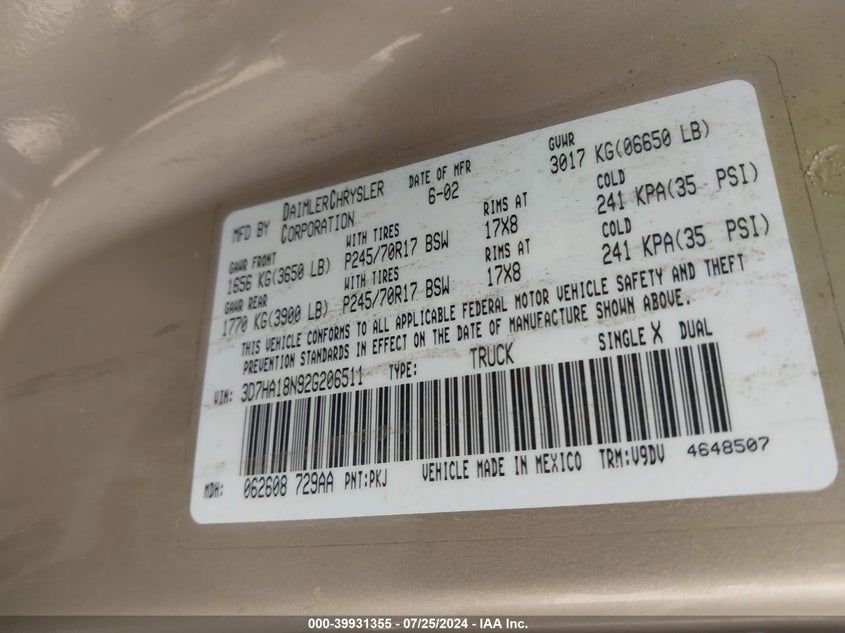 MFD BY DAIMLERCHRYSLER CORPORATION DATE OF MFR 6-02 GVWR 3017 KG(06650 LB)
GAWR FRONT WITH TIRES RIMS AT COLD
1656 KG(3650 LB) P245/70R17 BSW 17X8 241 KPA(35 PSI)
GAWR REAR WITH TIRES RIMS AT COLD
1770 KG(3900 LB) P245/70R17 BSW 17X8 241 KPA(35 PSI)
THIS VEHICLE CONFORMS TO ALL APPLICABLE FEDERAL MOTOR VEHICLE SAFETY AND THEFT
PREVENTION STANDARDS IN EFFECT ON THE DATE OF MANUFACTURE SHOWN ABOVE.
VIN: 3D7HA18N92G206511 TYPE: TRUCK SINGLE X DUAL
MDH: 062608 729AA PNT:PKJ VEHICLE MADE IN MEXICO TRM:V9DV 4648507
000-39931355 - 07/25/2024 - IAA Inc.